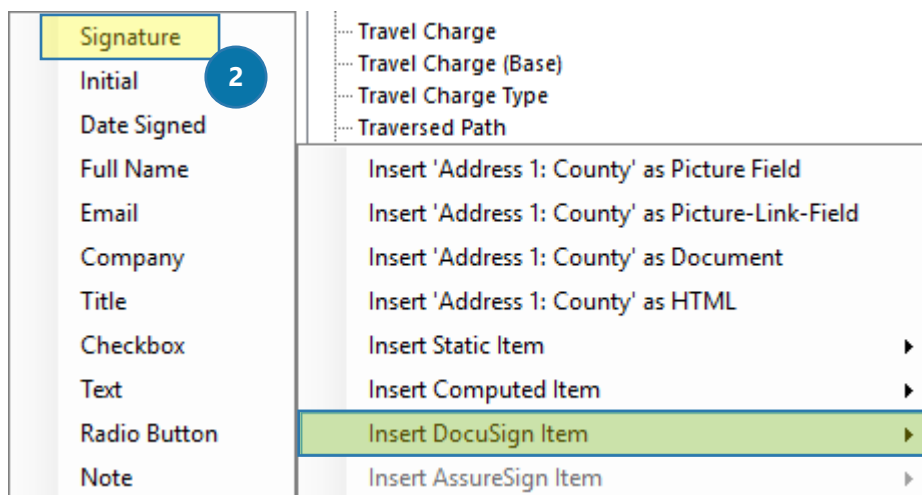 Signature
Initial
2
Date Signed
Full Name
Email
Company
Title
Checkbox
Text
Radio Button
Note
Travel Charge
Travel Charge (Base)
Travel Charge Type
Traversed Path
Insert 'Address 1: County' as Picture Field
Insert 'Address 1: County' as Picture-Link-Field
Insert 'Address 1: County' as Document
Insert 'Address 1: County' as HTML
Insert Static Item
Insert Computed Item
Insert DocuSign Item
Insert AssureSign Item